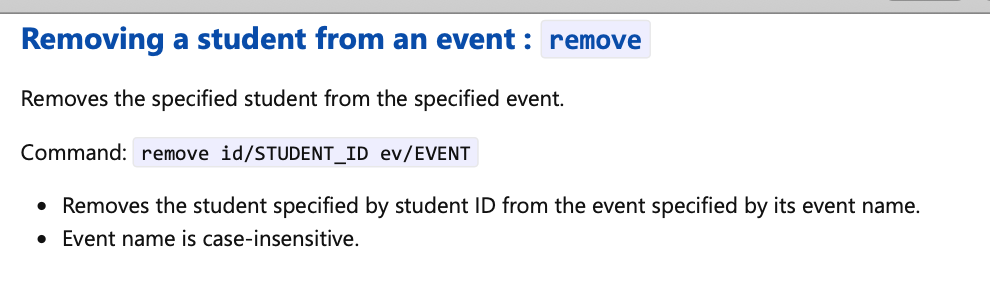 Removing a student from an event : remove
Removes the specified student from the specified event.
Command: remove id/STUDENT_ID ev/EVENT
• Removes the student specified by student ID from the event specified by its event name.
• Event name is case-insensitive.